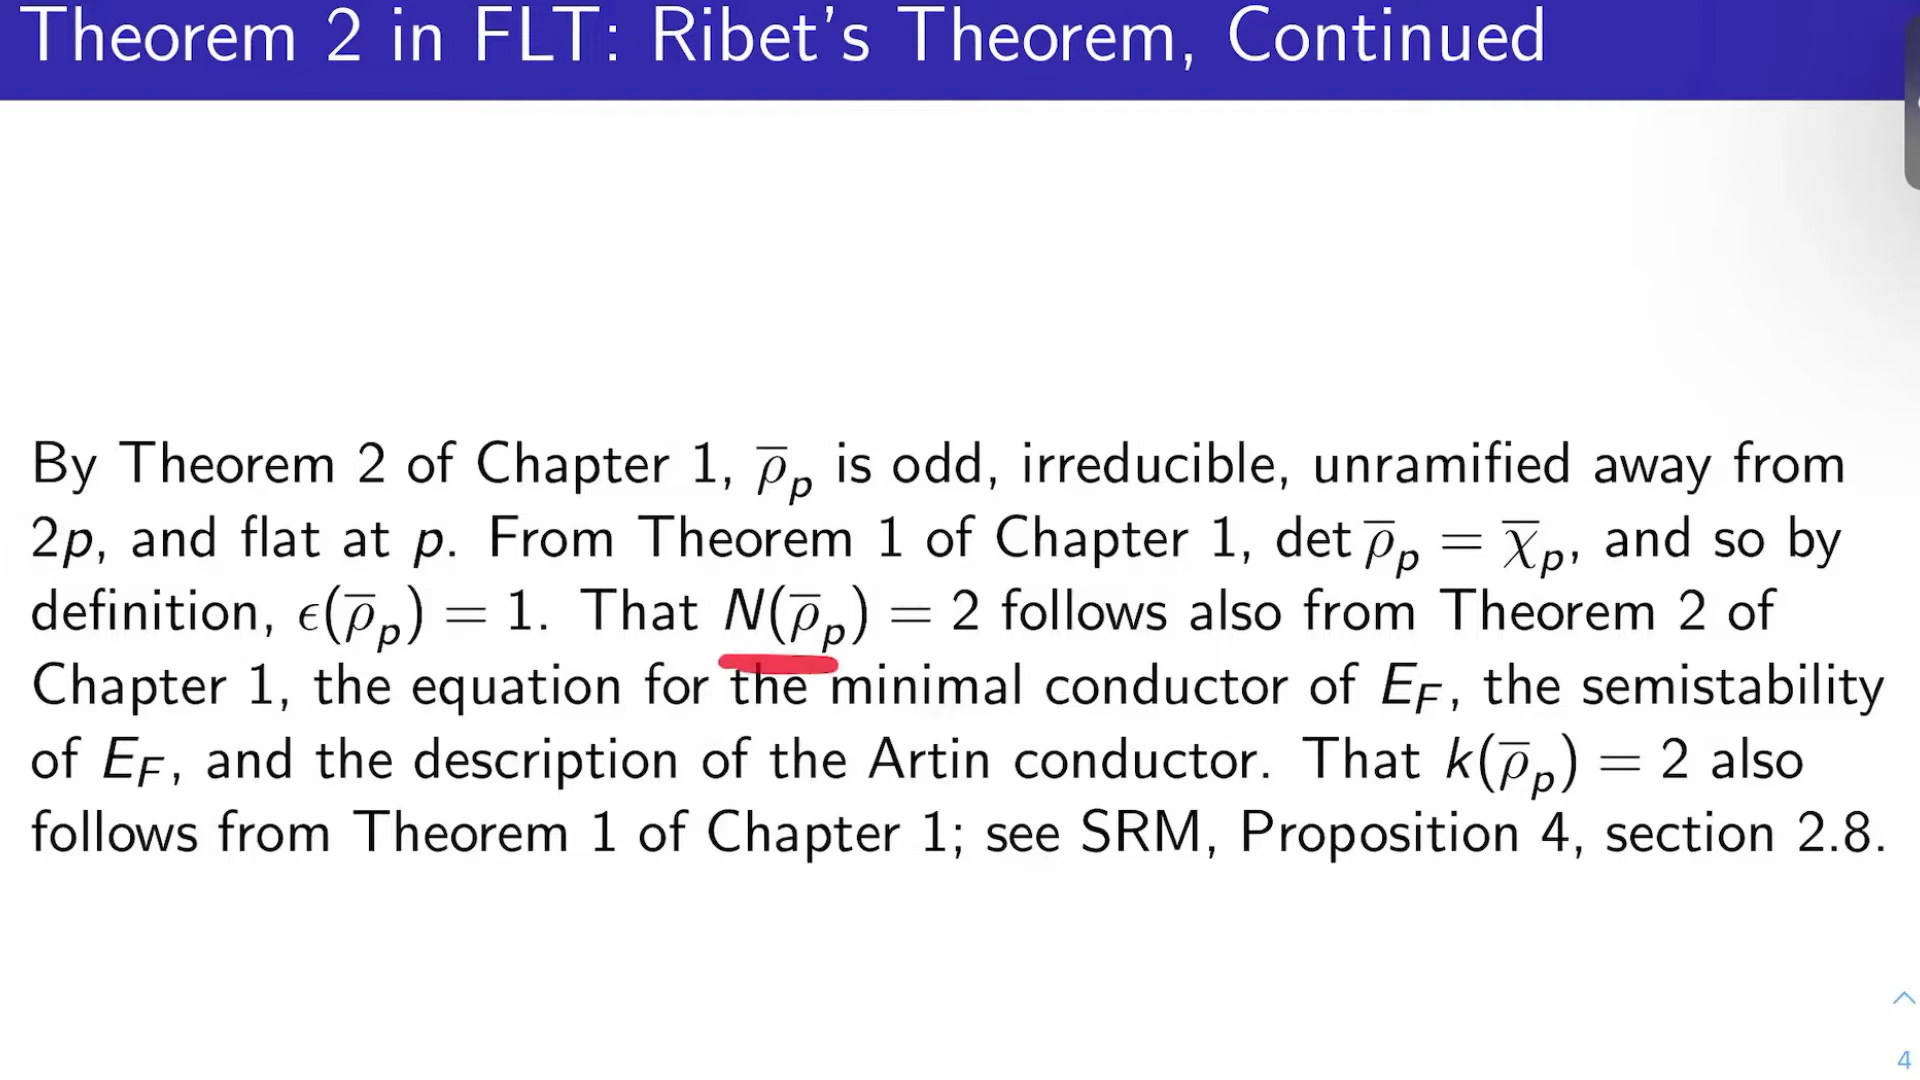 Theorem 2 in FLT: Ribet's Theorem, Continued
By Theorem 2 of Chapter 1, ρ̅ₚ is odd, irreducible, unramified away from
2p, and flat at p. From Theorem 1 of Chapter 1, det ρ̅ₚ = χ̅ₚ, and so by
definition, ϵ(ρ̅ₚ) = 1. That N(ρ̅ₚ) = 2 follows also from Theorem 2 of
Chapter 1, the equation for the minimal conductor of E_F, the semistability
of E_F, and the description of the Artin conductor. That k(ρ̅ₚ) = 2 also
follows from Theorem 1 of Chapter 1; see SRM, Proposition 4, section 2.8.
4